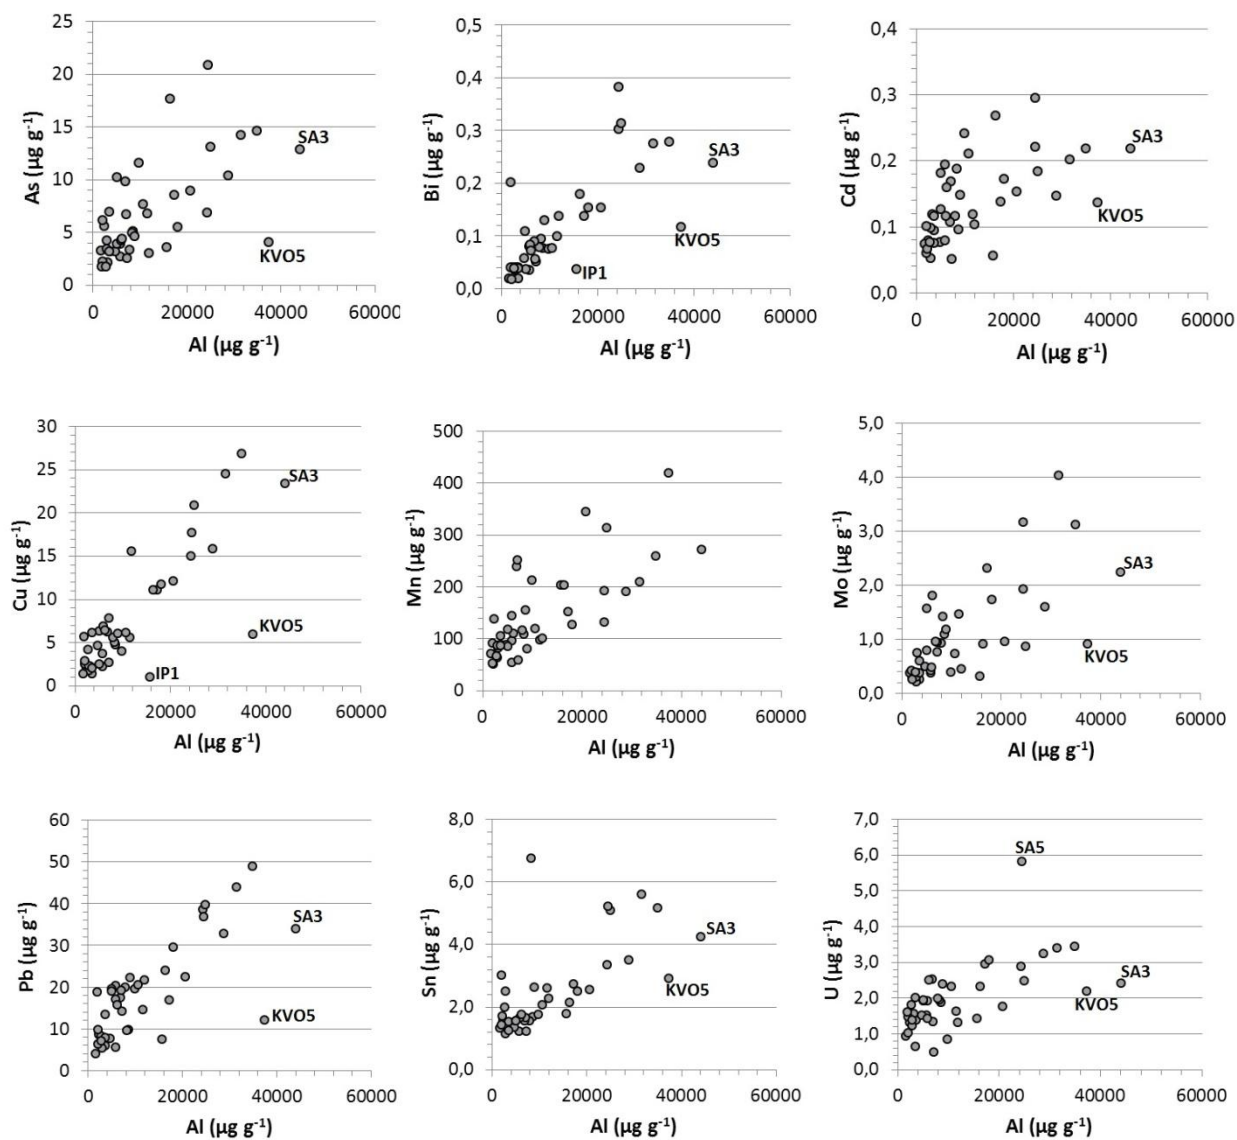 As (µg g⁻¹)
25
20
15
10
5
0
SA3
KVO5
0 20000 40000 60000
Al (µg g⁻¹)
Bi (µg g⁻¹)
0,5
0,4
0,3
0,2
0,1
0,0
SA3
KVO5
IP1
0 20000 40000 60000
Al (µg g⁻¹)
Cd (µg g⁻¹)
0,4
0,3
0,2
0,1
0,0
SA3
KVO5
0 20000 40000 60000
Al (µg g⁻¹)
Cu (µg g⁻¹)
30
25
20
15
10
5
0
SA3
KVO5
IP1
0 20000 40000 60000
Al (µg g⁻¹)
Mn (µg g⁻¹)
500
400
300
200
100
0
0 20000 40000 60000
Al (µg g⁻¹)
Mo (µg g⁻¹)
5,0
4,0
3,0
2,0
1,0
0,0
SA3
KVO5
0 20000 40000 60000
Al (µg g⁻¹)
Pb (µg g⁻¹)
60
50
40
30
20
10
0
SA3
KVO5
0 20000 40000 60000
Al (µg g⁻¹)
Sn (µg g⁻¹)
8,0
6,0
4,0
2,0
0,0
SA3
KVO5
0 20000 40000 60000
Al (µg g⁻¹)
U (µg g⁻¹)
7,0
6,0
5,0
4,0
3,0
2,0
1,0
0,0
SA5
SA3
KVO5
0 20000 40000 60000
Al (µg g⁻¹)